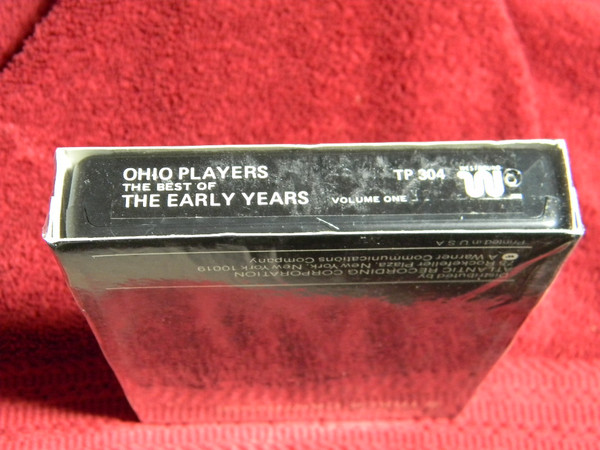 OHIO PLAYERS
THE BEST OF
THE EARLY YEARS VOLUME ONE
TP 304
Distributed by
ATLANTIC RECORDING CORPORATION
75 Rockefeller Plaza, New York, New York 10019
A Warner Communications Company
Printed in U S A